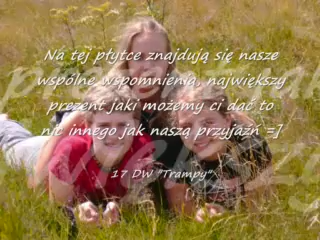 Na tej płytce znajdują się nasze
wspólne wspomnienia, największy
prezent jaki możemy ci dać to
nic innego jak nasza przyjaźń =]
17 DW "Trampy"